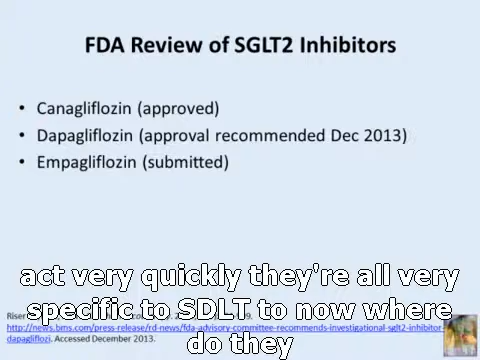 FDA Review of SGLT2 Inhibitors
• Canagliflozin (approved)
• Dapagliflozin (approval recommended Dec 2013)
• Empagliflozin (submitted)
act very quickly they're all very
specific to SDLT to now where
do they
Riser
http://news.bms.com/press-release/rd-news/fda-advisory-committee-recommends-investigational-sglt2-inhibitor-
dapagliflozi. Accessed December 2013.